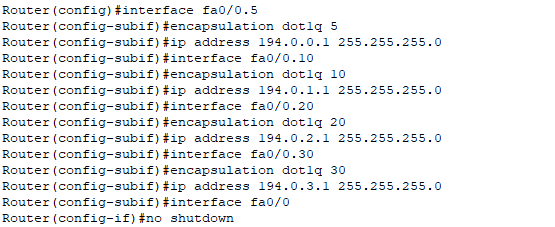 Router(config)#interface fa0/0.5
Router(config-subif)#encapsulation dot1q 5
Router(config-subif)#ip address 194.0.0.1 255.255.255.0
Router(config-subif)#interface fa0/0.10
Router(config-subif)#encapsulation dot1q 10
Router(config-subif)#ip address 194.0.1.1 255.255.255.0
Router(config-subif)#interface fa0/0.20
Router(config-subif)#encapsulation dot1q 20
Router(config-subif)#ip address 194.0.2.1 255.255.255.0
Router(config-subif)#interface fa0/0.30
Router(config-subif)#encapsulation dot1q 30
Router(config-subif)#ip address 194.0.3.1 255.255.255.0
Router(config-subif)#interface fa0/0
Router(config-if)#no shutdown